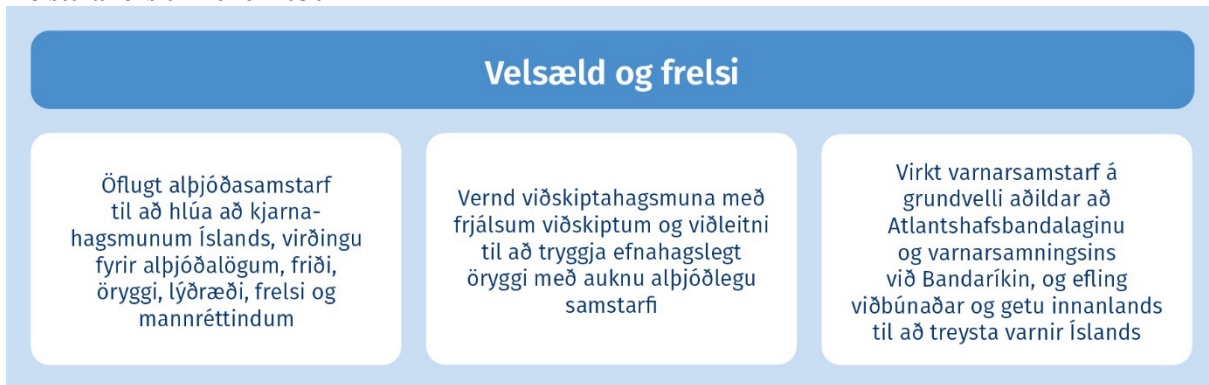 Velsæld og frelsi
Öflugt alþjóðasamstarf
til að hlúa að kjarna-
hagsmunum Íslands, virðingu
fyrir alþjóðalögum, friði,
öryggi, lýðræði, frelsi og
mannréttindum
Vernd viðskiptahagsmuna með
frjálsum viðskiptum og viðleitni
til að tryggja efnahagslegt
öryggi með auknu alþjóðlegu
samstarfi
Virkt varnarsamstarf á
grundvelli aðildar að
Atlantshafsbandalaginu
og varnarsamningsins
við Bandaríkin, og efling
viðbúnaðar og getu innanlands
til að treysta varnir Íslands